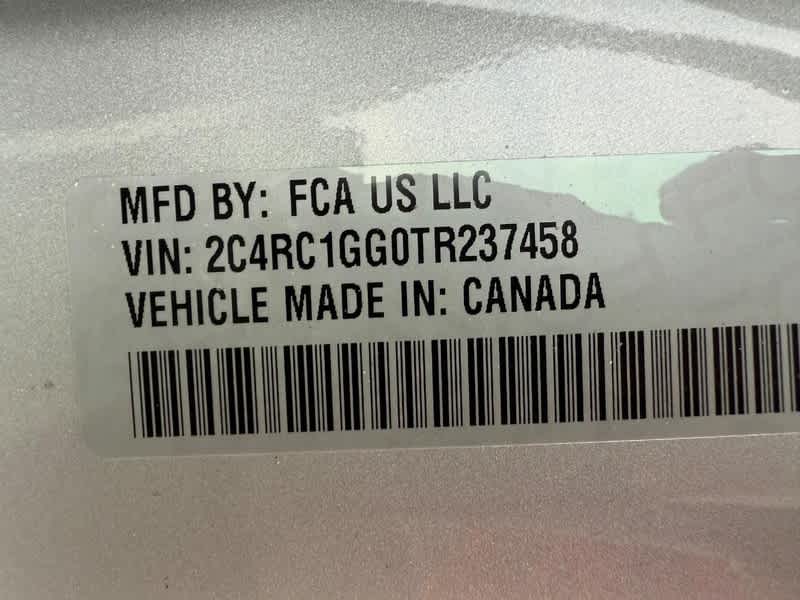 MFD BY: FCA US LLC
VIN: 2C4RC1GG0TR237458
VEHICLE MADE IN: CANADA